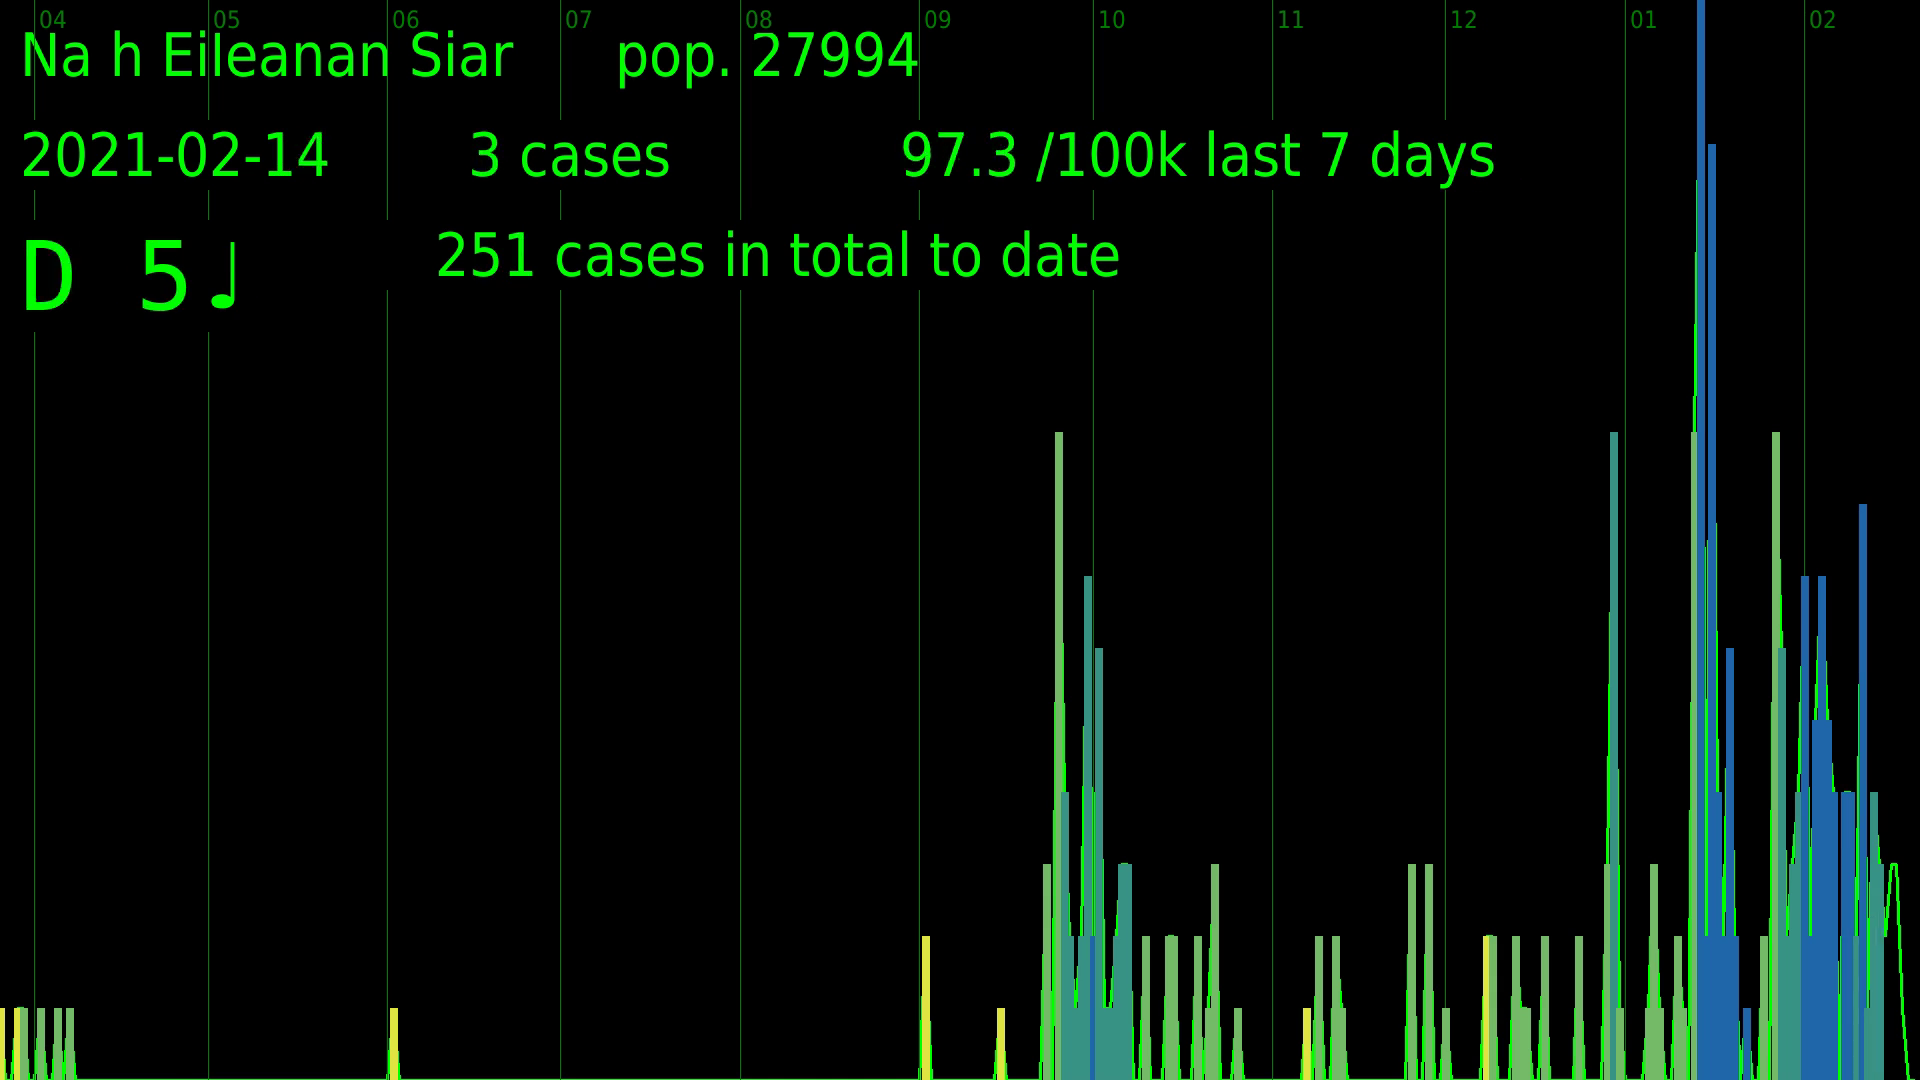 04 05 06 07 08 09 10 11 12 01 02
Na h Eileanan Siar pop. 27994
2021-02-14 3 cases 97.3 /100k last 7 days
251 cases in total to date
D 5♩